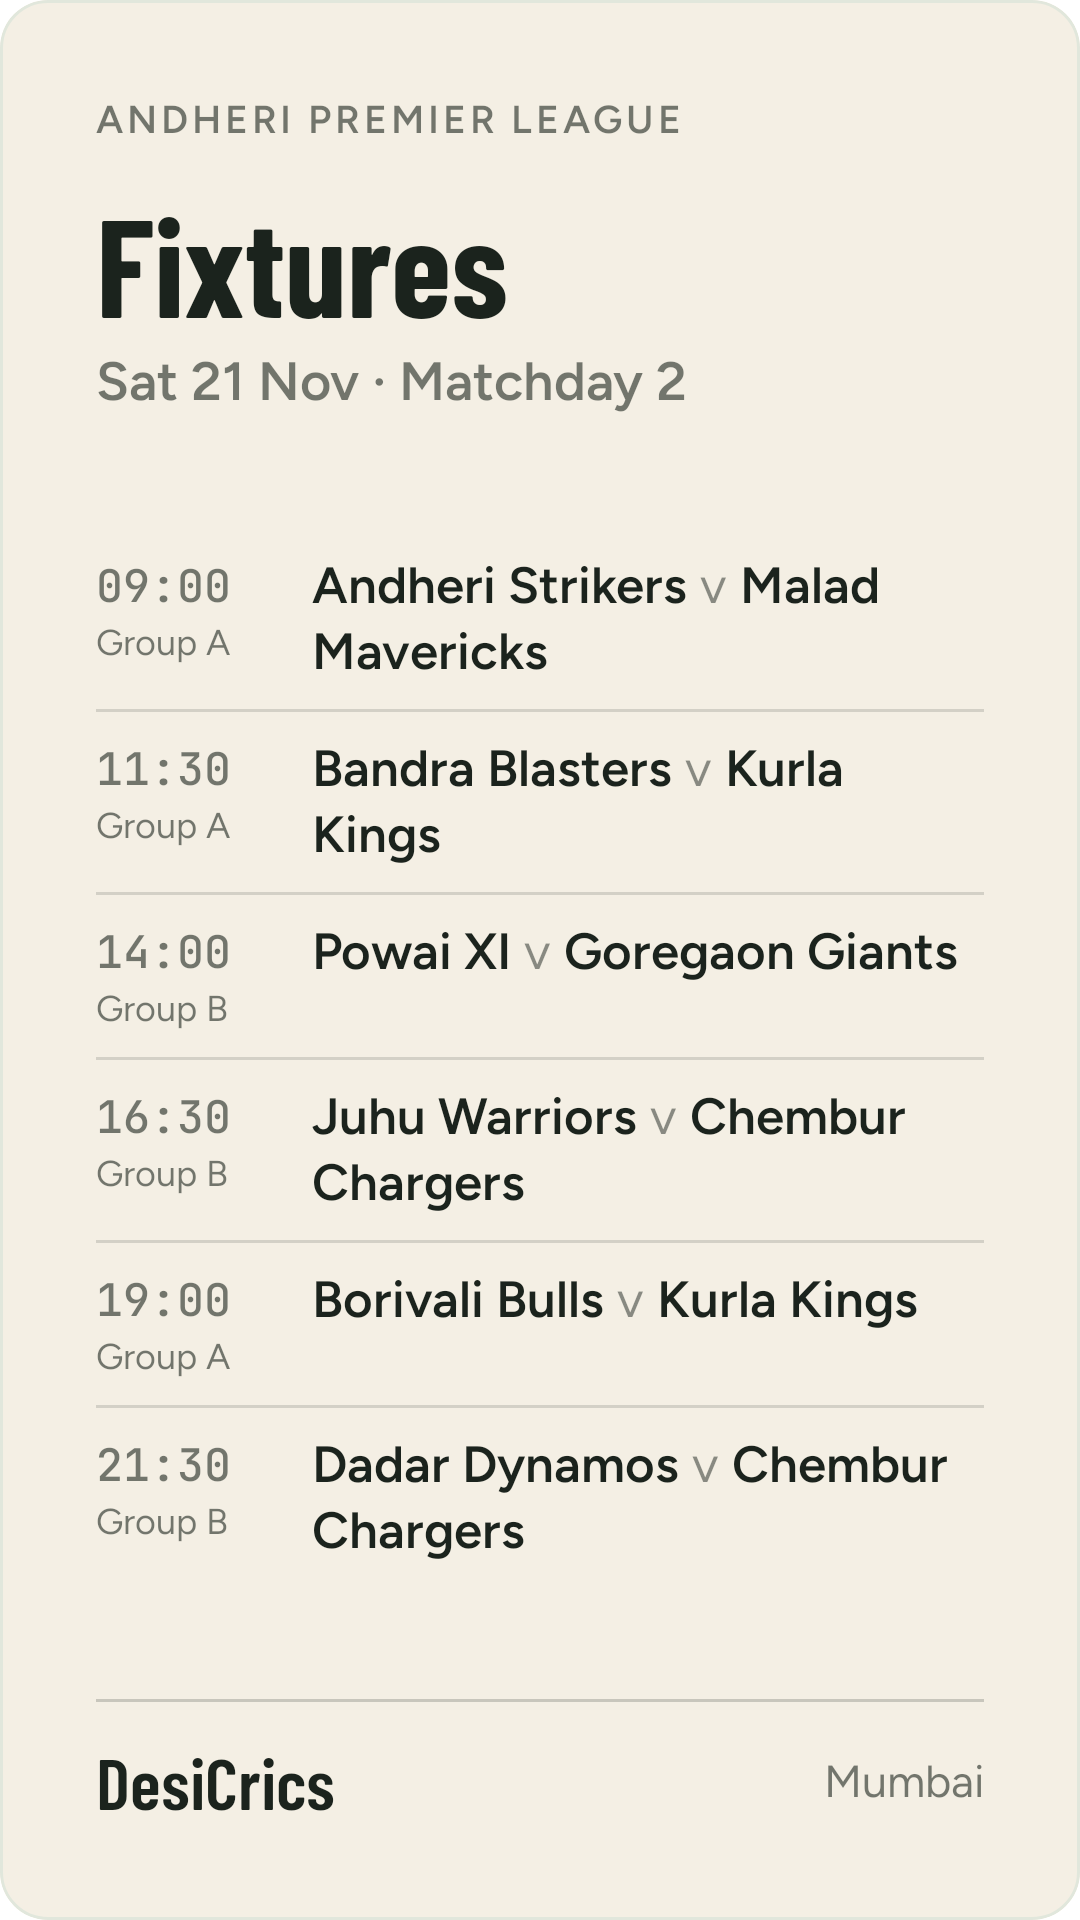 ANDHERI PREMIER LEAGUE
Fixtures
Sat 21 Nov · Matchday 2
09:00
Group A
Andheri Strikers v Malad
Mavericks
11:30
Group A
Bandra Blasters v Kurla
Kings
14:00
Group B
Powai XI v Goregaon Giants
16:30
Group B
Juhu Warriors v Chembur
Chargers
19:00
Group A
Borivali Bulls v Kurla Kings
21:30
Group B
Dadar Dynamos v Chembur
Chargers
DesiCrics
Mumbai